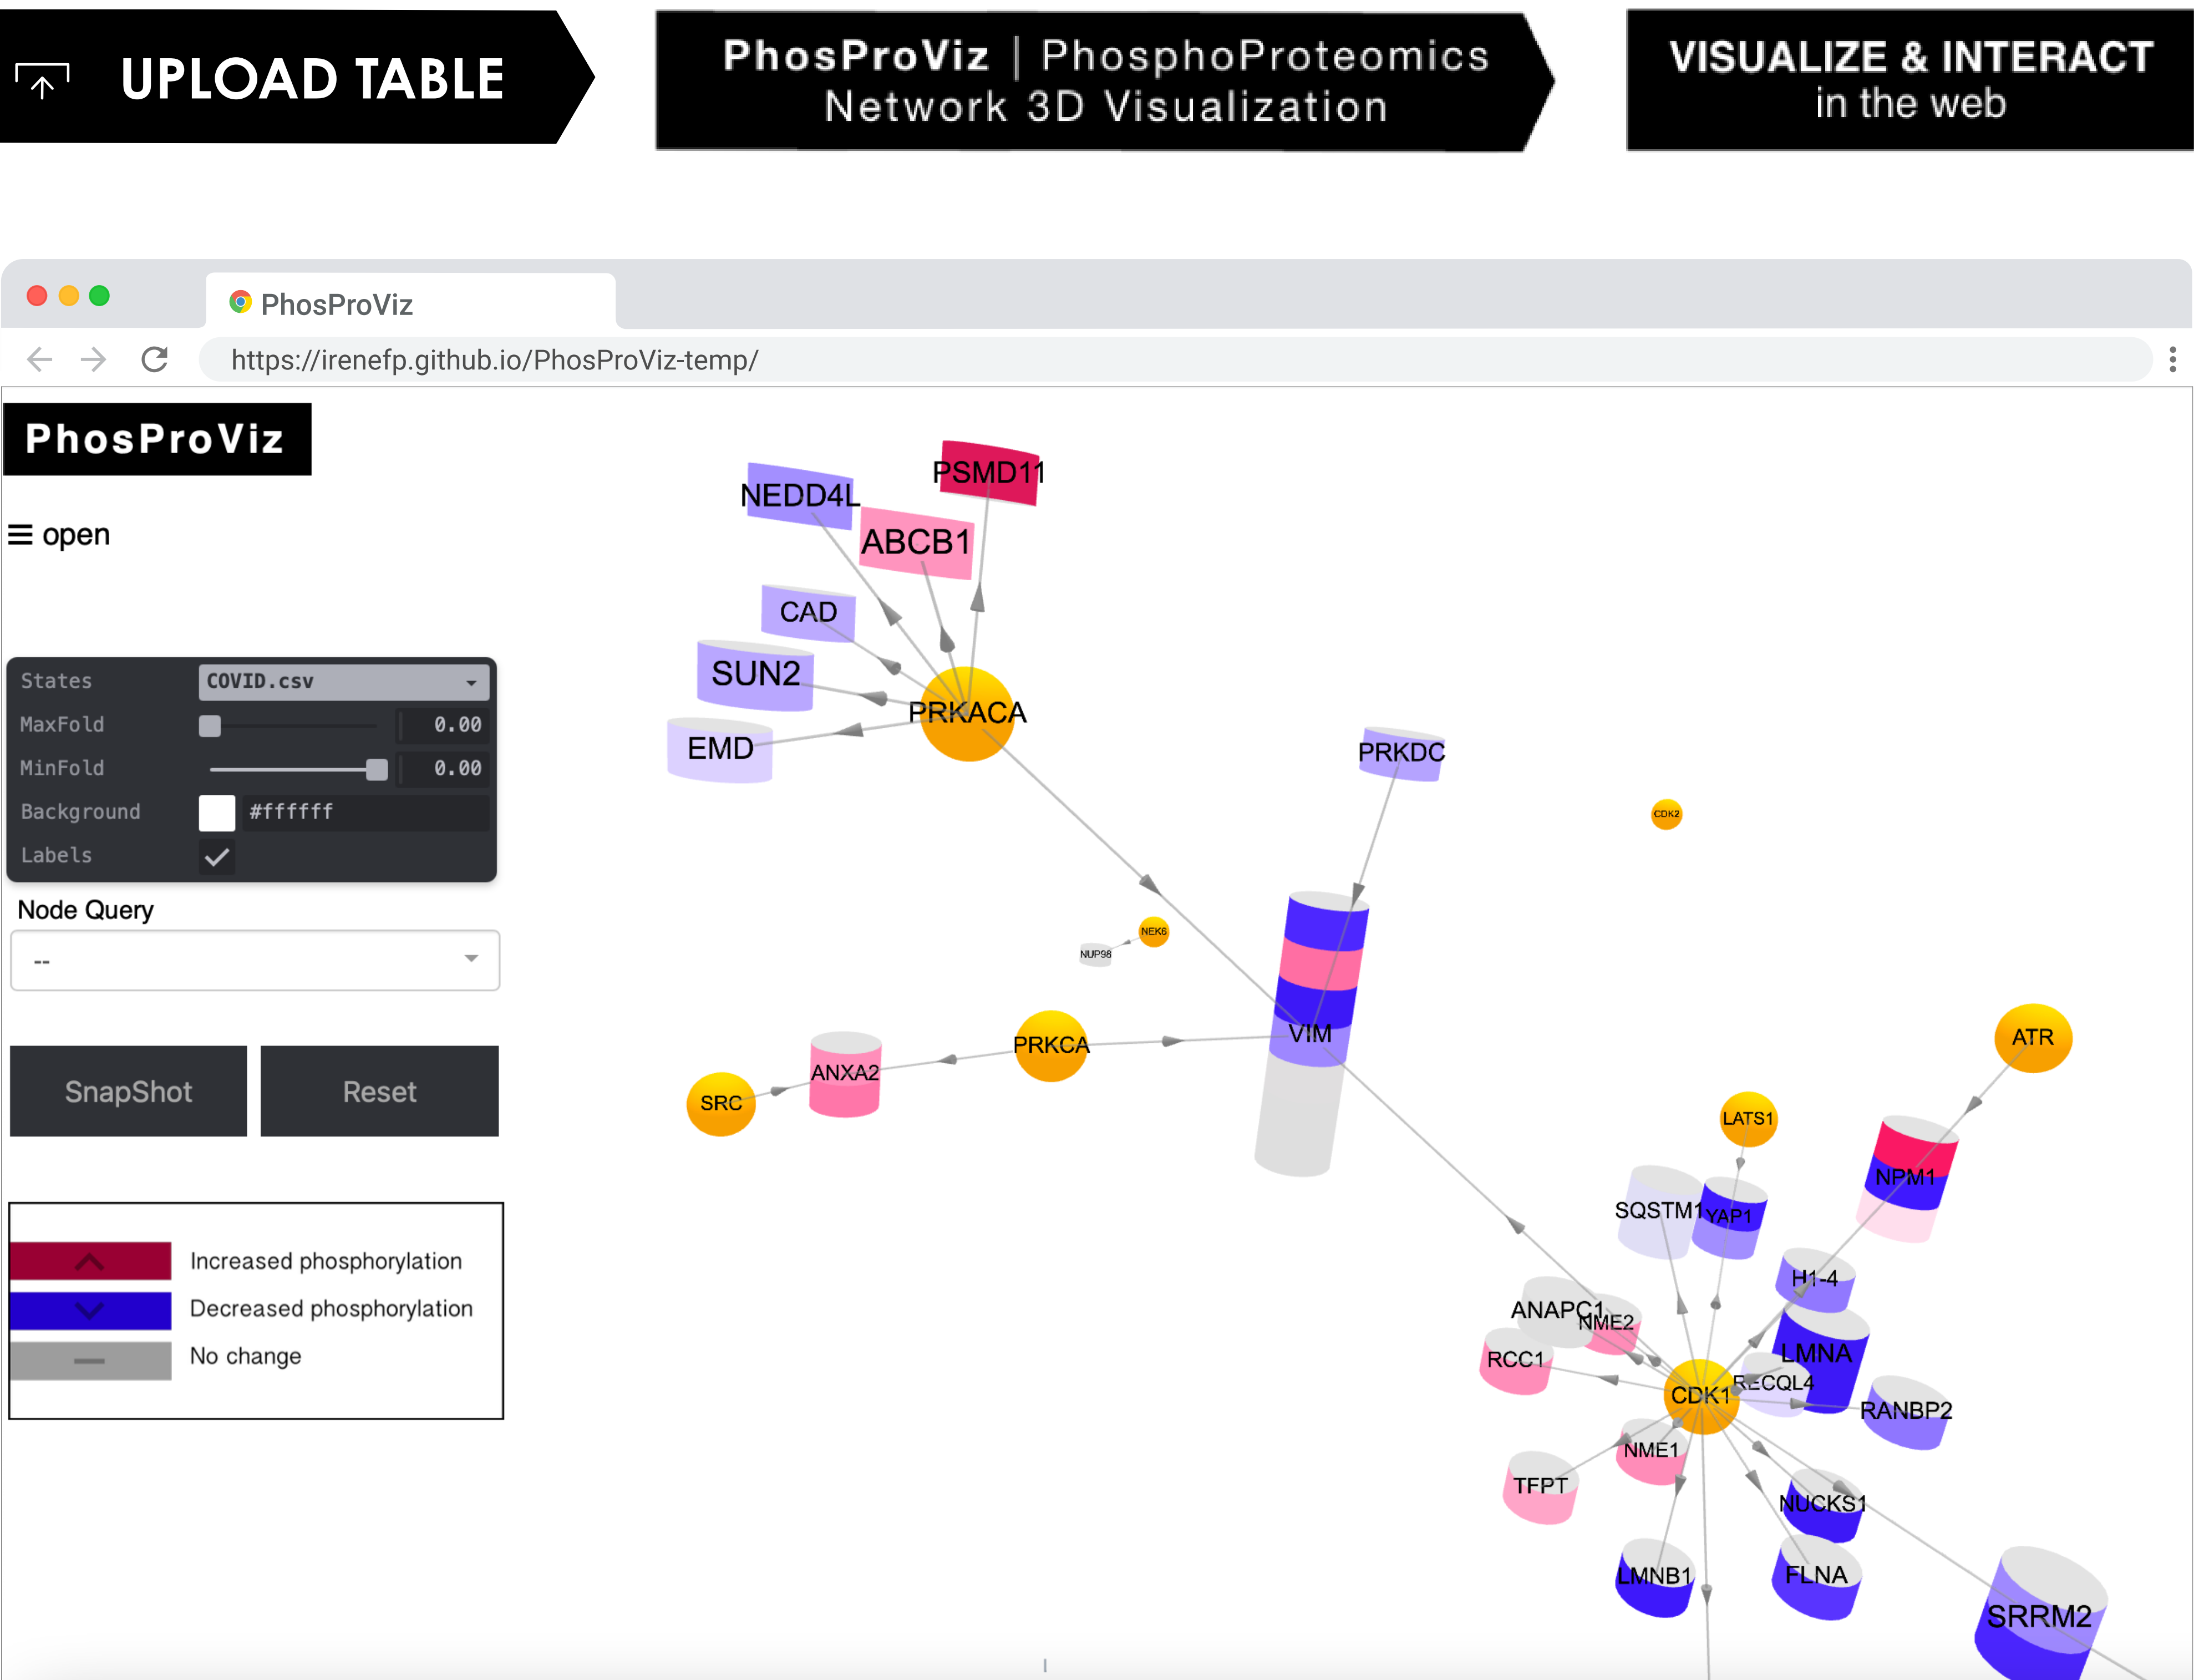 UPLOAD TABLE
PhosProViz | PhosphoProteomics
Network 3D Visualization
VISUALIZE & INTERACT
in the web
PhosProViz
https://irenefp.github.io/PhosProViz-temp/
PhosProViz
open
States COVID.csv
MaxFold 0.00
MinFold 0.00
Background #ffffff
Labels
Node Query
--
SnapShot Reset
Increased phosphorylation
Decreased phosphorylation
No change
PSMD11
NEDD4L
ABCB1
CAD
SUN2
PRKACA
EMD
PRKDC
CDK2
NEK6
NUP98
VIM
PRKCA
ANXA2
SRC
ATR
LATS1
NPM1
SQSTM1
YAP1
H1-4
ANAPC1
NME2
LMNA
RCC1
RECQL4
CDK1
RANBP2
NME1
TFPT
NUCKS1
LMNB1
FLNA
SRRM2